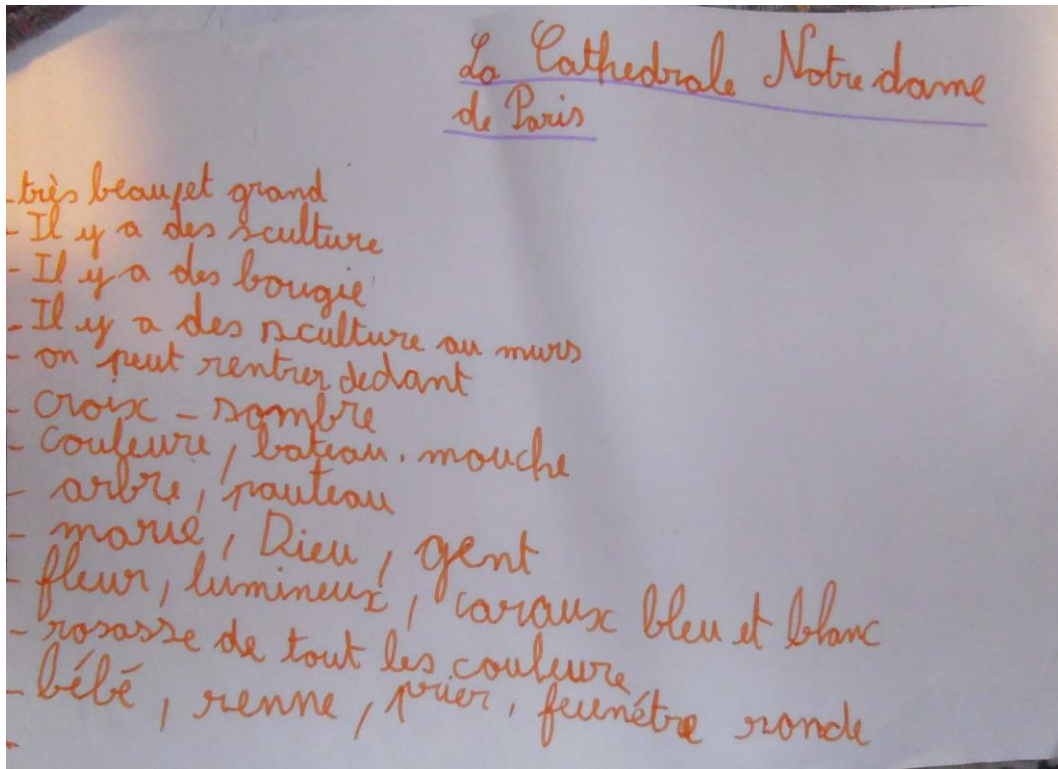 La Cathedrale Notre dame
de Paris
- très beau, et grand
- Il y a des sculture
- Il y a des bougie
- Il y a des sculture au murs
- on peut rentrer dedant
- croix - sombre
- couleure, bateau. mouche
- arbre, pauteau
- marie, Dieu, gent
- fleur, lumineux, caraux bleu et blanc
- rosasse de tout les couleure
- bébé, renne, prier, feunétre ronde
-